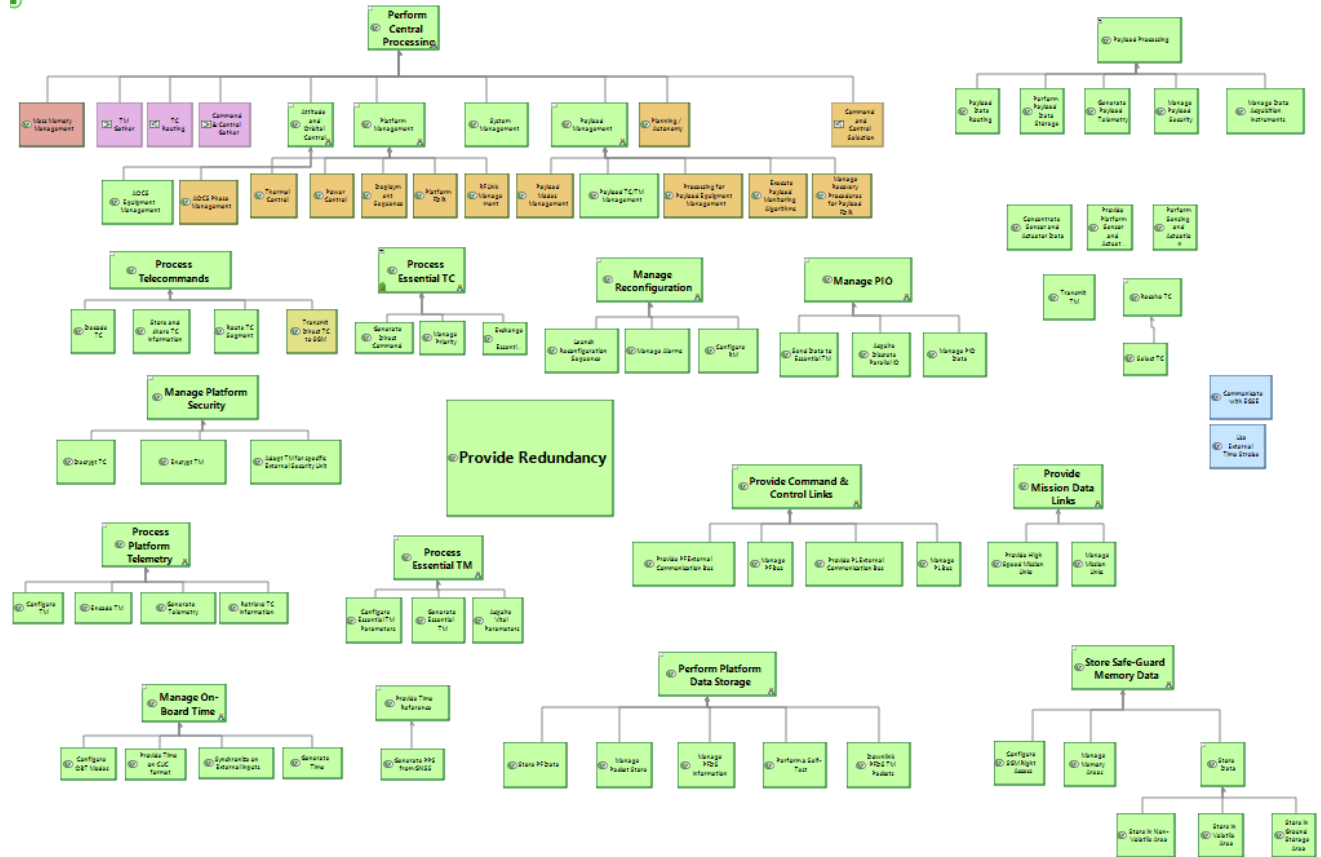 Perform
Central
Processing
Payload Processing
Mass Memory
Management
TM
Gather
TC
Routing
Command
& Control
Gather
Attitude
and
Orbital
Control
Platform
Management
System
Management
Payload
Management
Planning /
Autonomy
Command
and
Control
Selection
Payload
Data
Routing
Perform
Payload
Data
Storage
Generate
Payload
Telemetry
Manage
Payload
Security
Manage Data
Acquisition
Instruments
AOCS
Equipment
Management
AOCS Phase
Management
Thermal
Control
Power
Control
Deploym
ent
Sequence
Platform
FDIR
RF Link
Manage
ment
Payload
Modes
Management
Payload TC/TM
Management
Processing for
Payload Equipment
Management
Execute
Payload
Monitoring
Algorithms
Manage
Recovery
Procedures
for Payload
FDIR
Concentrate
Sensor and
Actuator Data
Provide
Platform
Sensor
and
Actuat..
Perform
Sensing
and
Actuatio
n
Process
Telecommands
Process
Essential TC
Manage
Reconfiguration
Manage PIO
Transmit
TM
Receive TC
Decode
TC
Store and
share TC
Information
Route TC
Segment
Transmit
Direct TC
to SGM
Generate
Direct
Command
Manage
Priority
Exchange
Essenti..
Launch
Reconfiguration
Sequence
Manage Alarms
Configure
RM
Send Data to
Essential TM
Acquire
Discrete
Parallel IO
Manage PIO
Data
Select TC
Manage Platform
Security
Communicate
with EGSE
Use
External
Time Strobe
Decrypt TC
Encrypt TM
Adapt TM for specific
External Security Unit
Provide Redundancy
Provide Command &
Control Links
Provide
Mission Data
Links
Process
Platform
Telemetry
Process
Essential TM
Provide PF External
Communication Bus
Manage
PF Bus
Provide PL External
Communication Bus
Manage
PL Bus
Provide High
Speed Mission
Links
Manage
Mission
Links
Configure
TM
Encode TM
Generate
Telemetry
Retrieve TC
Information
Configure
Essential TM
Parameters
Generate
Essential
TM
Acquire
Vital
Parameters
Manage On-
Board Time
Provide Time
Reference
Perform Platform
Data Storage
Store Safe-Guard
Memory Data
Configure
OBT Modes
Provide Time
on CUC
format
Synchronize on
External Inputs
Generate
Time
Generate PPS
from GNSS
Store PF Data
Manage
Packet Store
Manage
PFDS
Information
Perform a Self-
Test
Downlink
PFDS TM
Packets
Configure
SGM Right
Access
Manage
Memory
Areas
Store
Data
Store In Non-
Volatile Area
Store In
Volatile
Area
Store In
Ground
Storage
Area